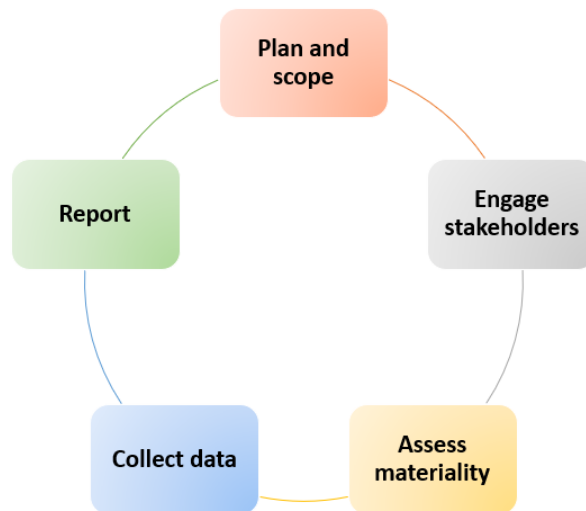 Plan and
scope
Engage
stakeholders
Assess
materiality
Collect data
Report